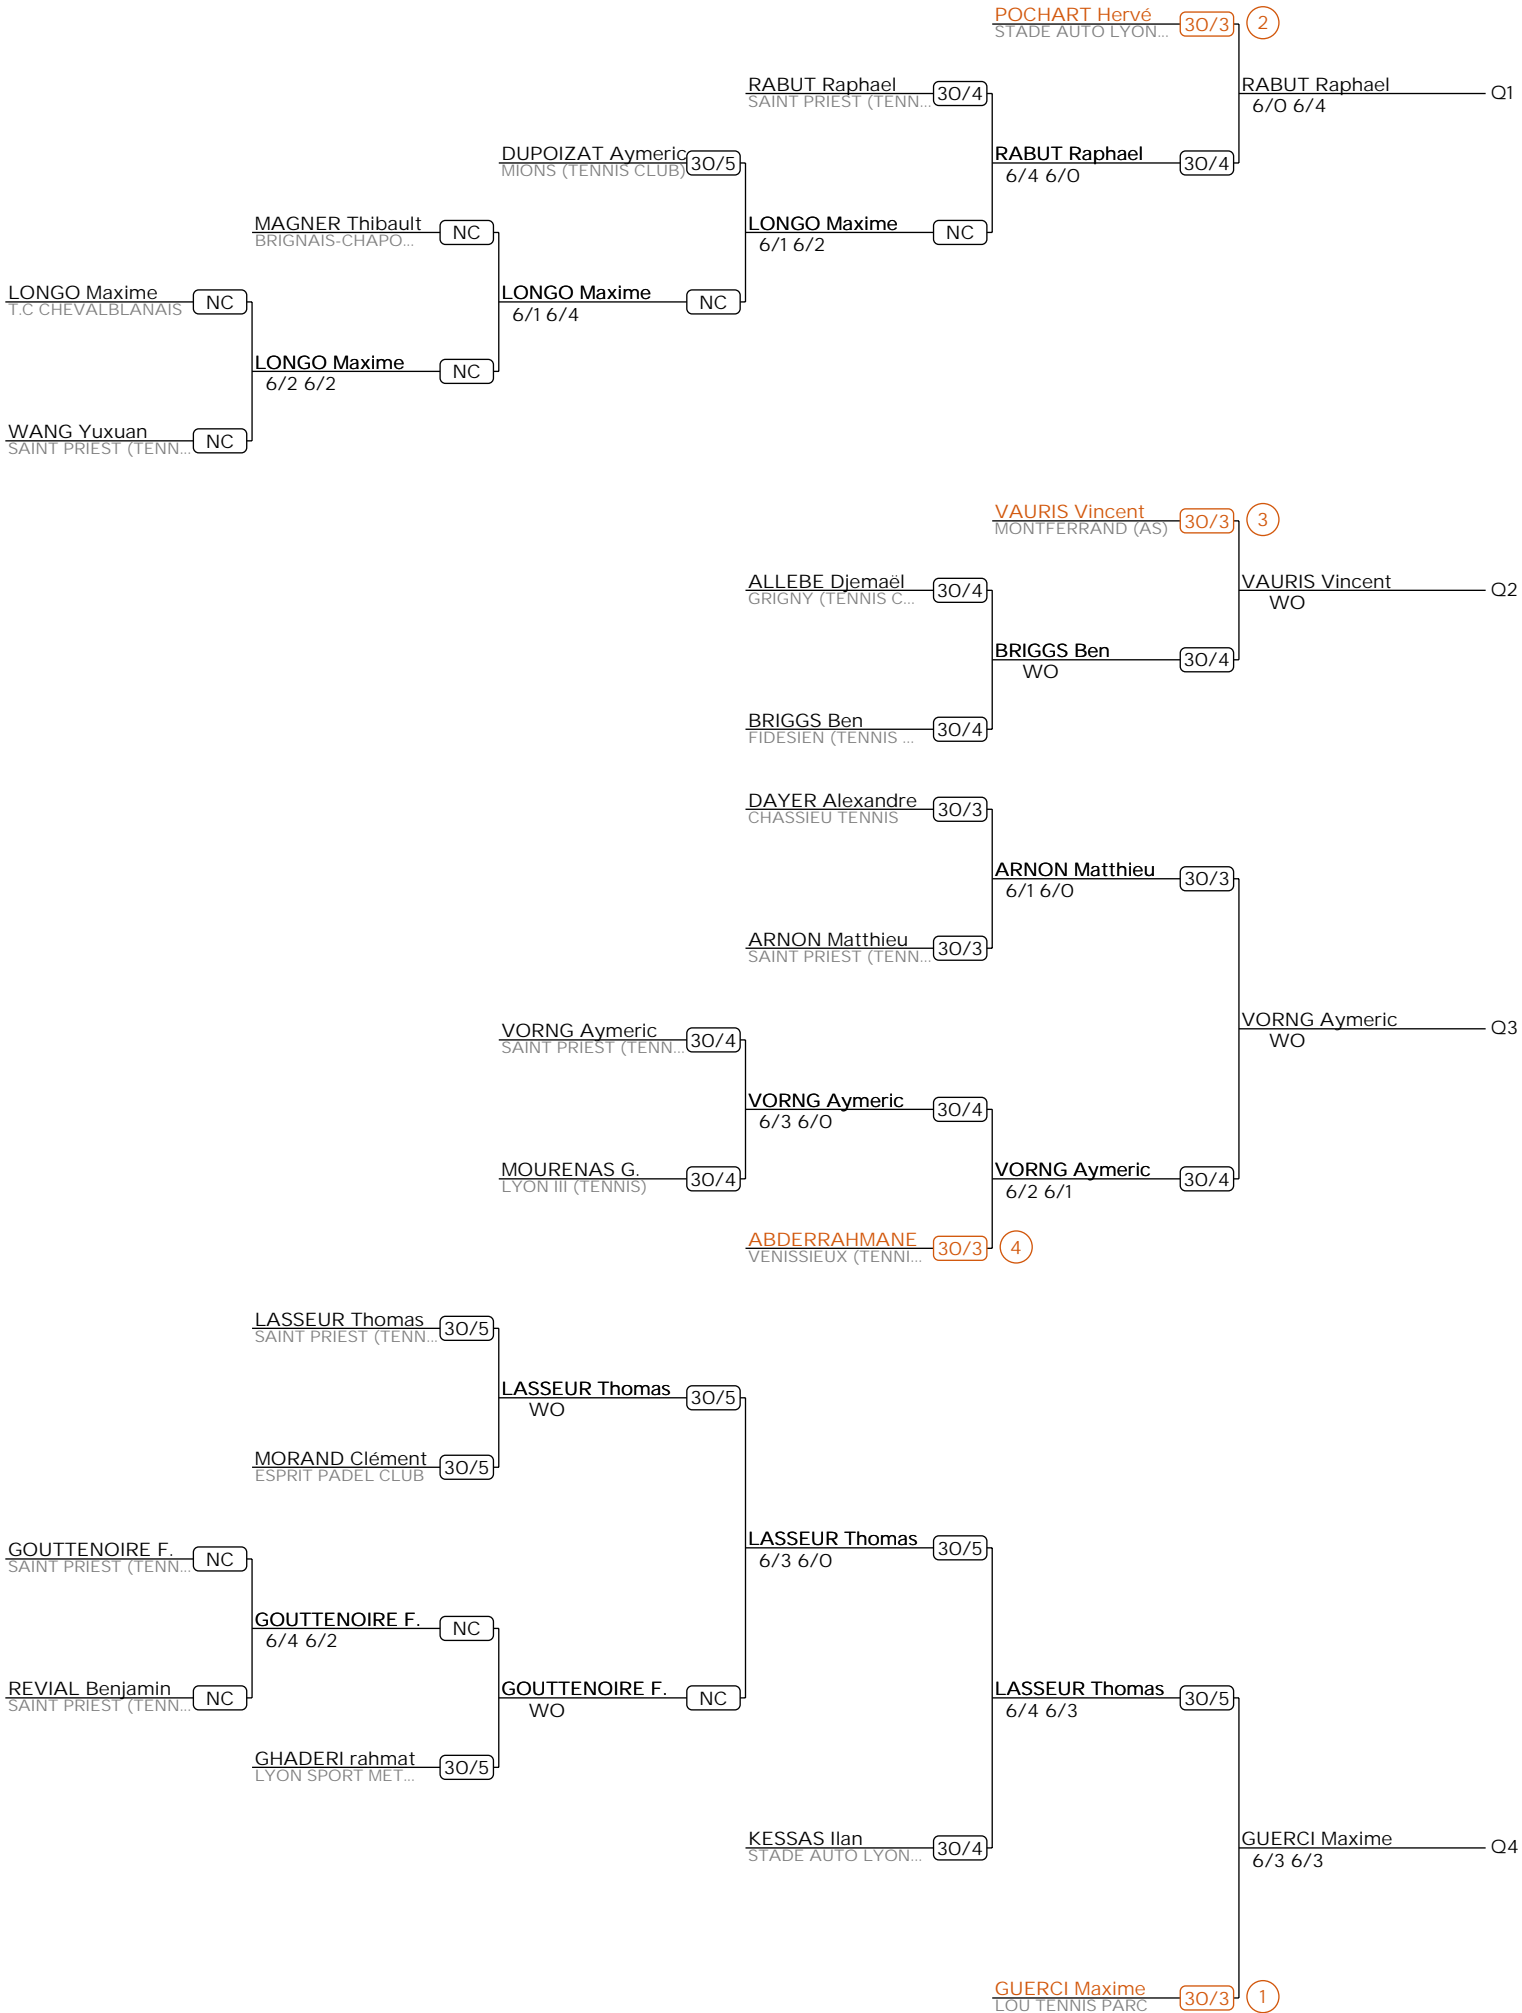 POCHART Hervé 30/3 2
STADE AUTO LYON...
RABUT Raphael 30/4
SAINT PRIEST (TENN...
RABUT Raphael Q1
6/0 6/4
DUPOIZAT Aymeric 30/5
MIONS (TENNIS CLUB)
RABUT Raphael 30/4
6/4 6/0
MAGNER Thibault NC
BRIGNAIS-CHAPO...
LONGO Maxime NC
6/1 6/2
LONGO Maxime NC
T.C CHEVALBLANAIS
LONGO Maxime NC
6/1 6/4
LONGO Maxime NC
6/2 6/2
WANG Yuxuan NC
SAINT PRIEST (TENN...
VAURIS Vincent 30/3 3
MONTFERRAND (AS)
ALLEBE Djemaël 30/4
GRIGNY (TENNIS C...
VAURIS Vincent Q2
WO
BRIGGS Ben 30/4
WO
BRIGGS Ben 30/4
FIDESIEN (TENNIS ...
DAYER Alexandre 30/3
CHASSIEU TENNIS
ARNON Matthieu 30/3
6/1 6/0
ARNON Matthieu 30/3
SAINT PRIEST (TENN...
VORNG Aymeric 30/4
SAINT PRIEST (TENN...
VORNG Aymeric Q3
WO
VORNG Aymeric 30/4
6/3 6/0
MOURENAS G. 30/4
LYON III (TENNIS)
VORNG Aymeric 30/4
6/2 6/1
ABDERRAHMANE 30/3 4
VENISSIEUX (TENNI...
LASSEUR Thomas 30/5
SAINT PRIEST (TENN...
LASSEUR Thomas 30/5
WO
MORAND Clément 30/5
ESPRIT PADEL CLUB
LASSEUR Thomas 30/5
6/3 6/0
GOUTTENOIRE F. NC
SAINT PRIEST (TENN...
GOUTTENOIRE F. NC
6/4 6/2
REVIAL Benjamin NC
SAINT PRIEST (TENN...
GOUTTENOIRE F. NC
WO
LASSEUR Thomas 30/5
6/4 6/3
GHADERI rahmat 30/5
LYON SPORT MET...
KESSAS Ilan 30/4
STADE AUTO LYON...
GUERCI Maxime Q4
6/3 6/3
GUERCI Maxime 30/3 1
LOU TENNIS PARC